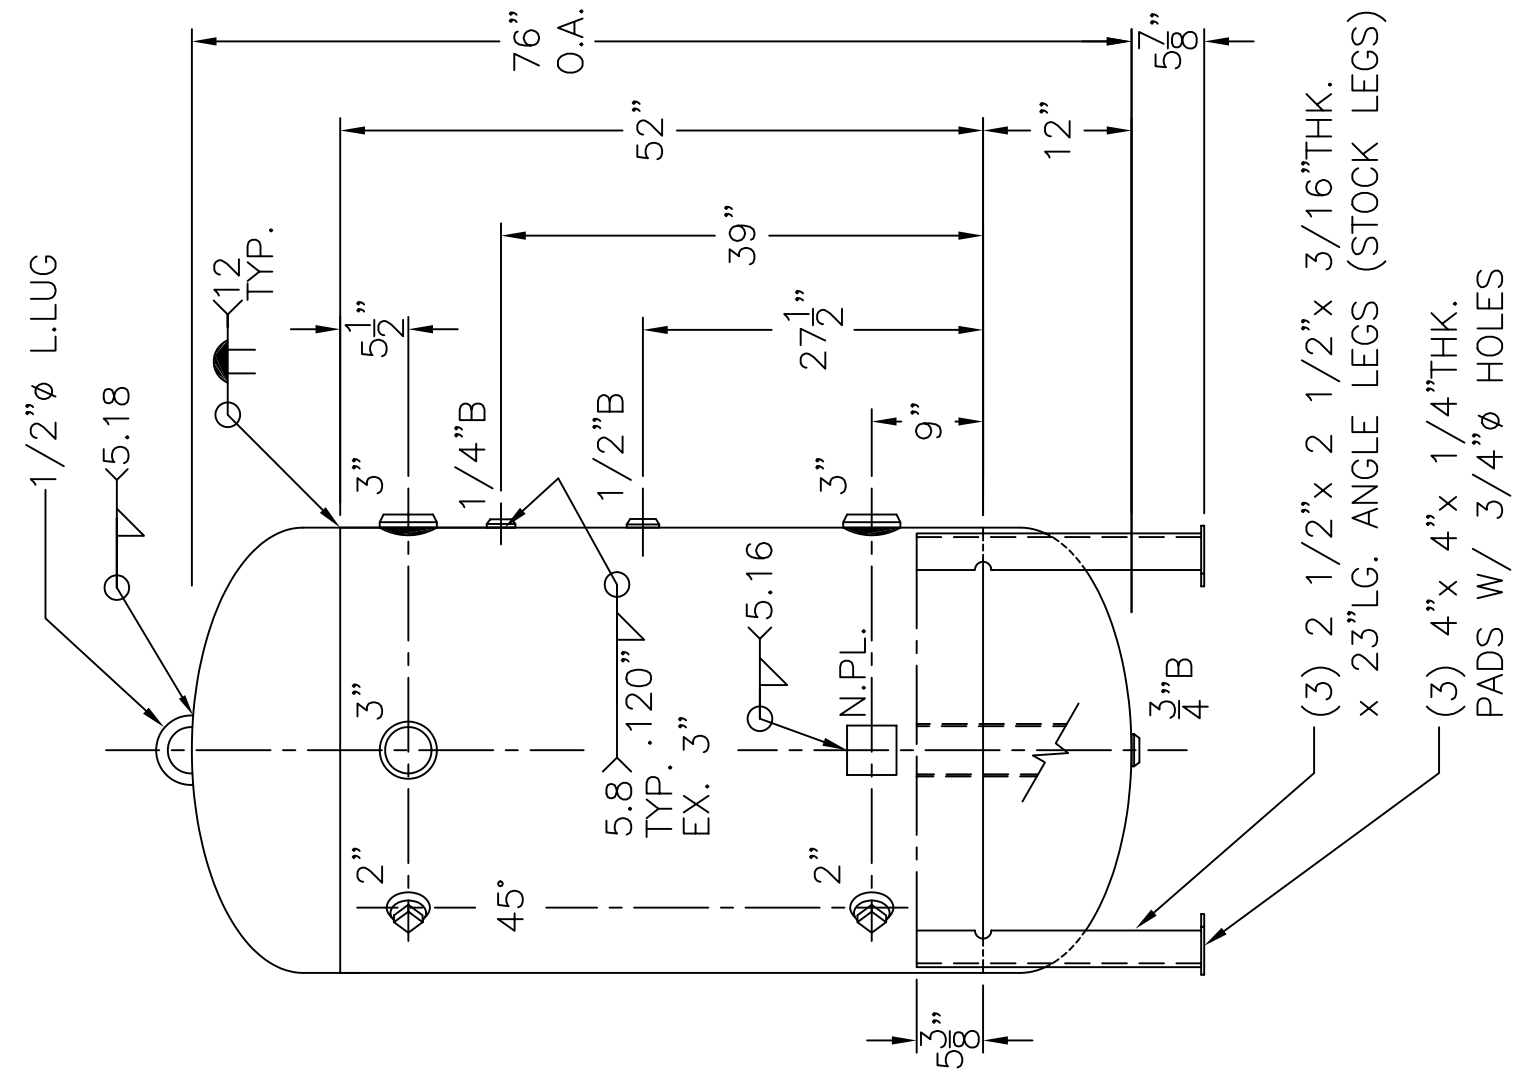 1/2"ø L.LUG
5.18
12
TYP.
76"
O.A.
5 7/8"
52"
12"
39"
5 1/2"
27 1/2"
9"
3"
1/4"B
1/2"B
3"
3"
5.8
.120"
TYP.
EX. 3"
5.16
N.PL.
2"
2"
45°
3/4"B
5 3/8"
(3) 2 1/2"x 2 1/2"x 3/16"THK.
x 23"LG. ANGLE LEGS (STOCK LEGS)
(3) 4"x 4"x 1/4"THK.
PADS W/ 3/4"ø HOLES